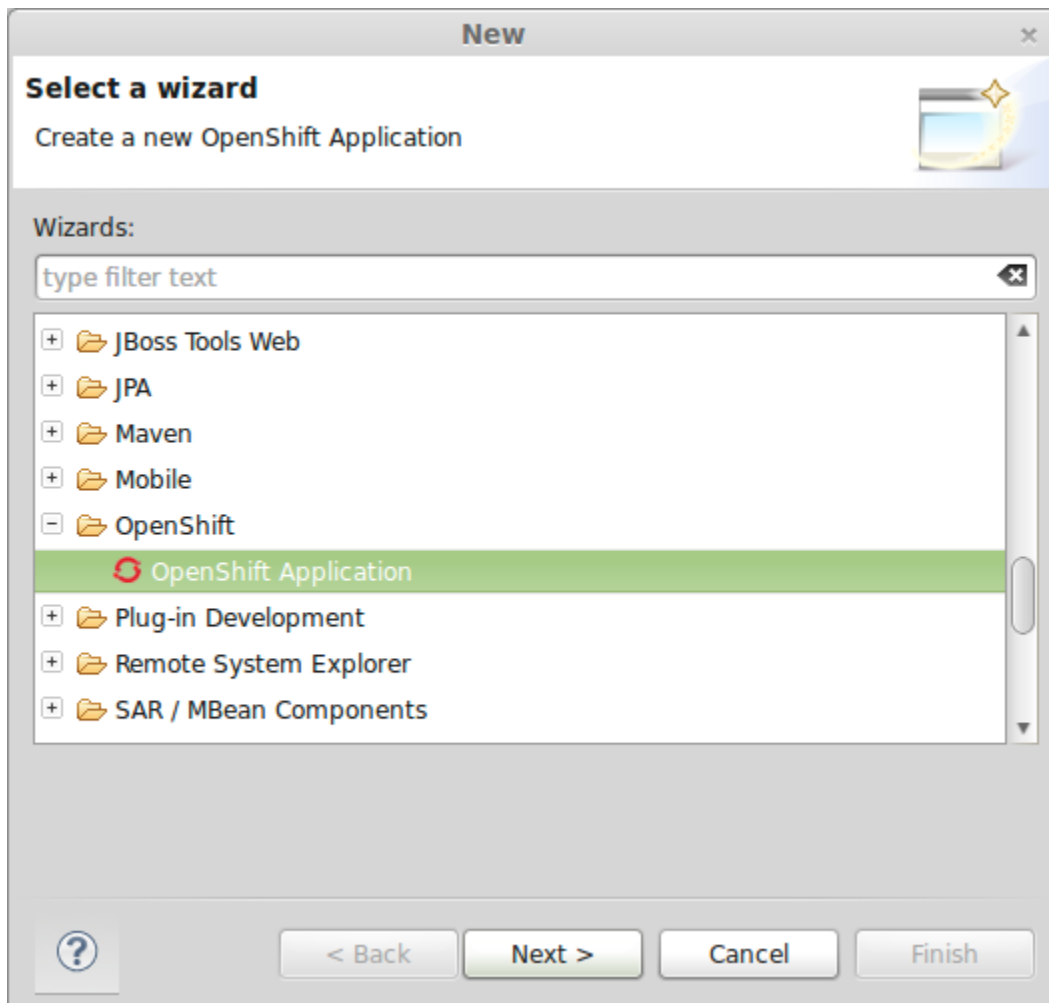 New
Select a wizard
Create a new OpenShift Application
Wizards:
type filter text
JBoss Tools Web
JPA
Maven
Mobile
OpenShift
OpenShift Application
Plug-in Development
Remote System Explorer
SAR / MBean Components
< Back Next > Cancel Finish